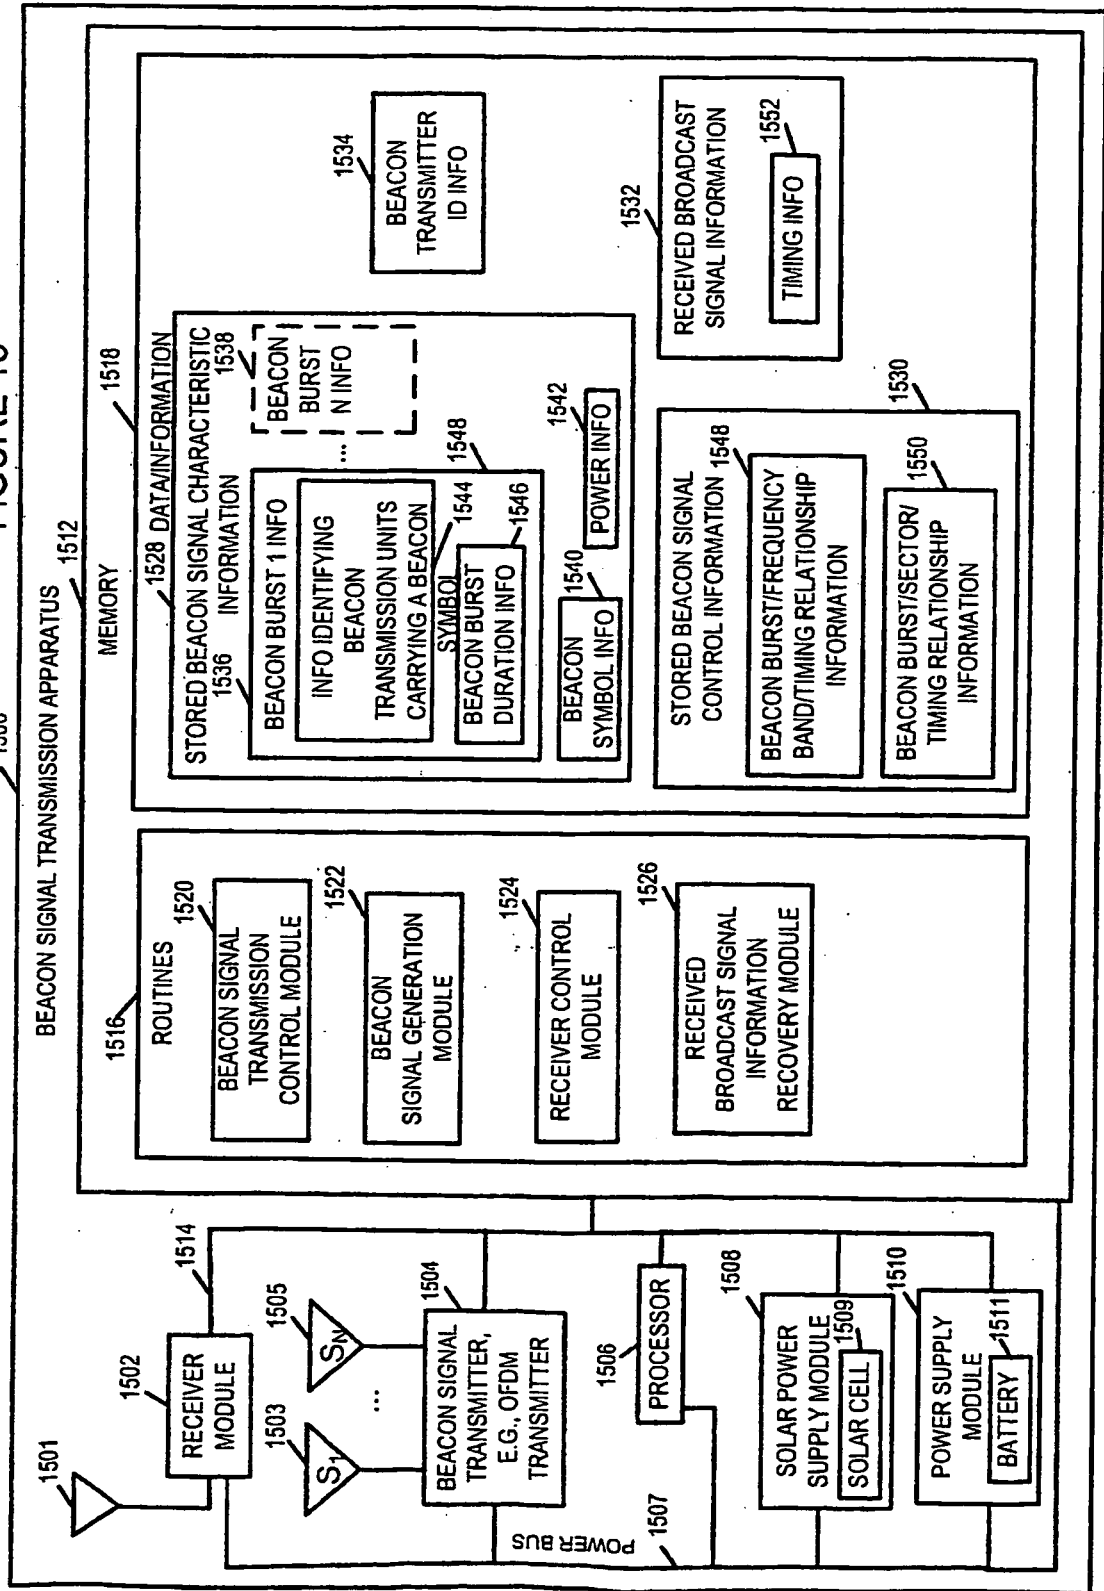 FIGURE
BEACON SIGNAL TRANSMISSION APPARATUS
1512
1501
1502
RECEIVER
MODULE
1514
1503
S1
...
1505
SN
1504
BEACON SIGNAL
TRANSMITTER,
E.G., OFDM
TRANSMITTER
POWER BUS
1507
1506
PROCESSOR
1508
SOLAR POWER
SUPPLY MODULE
1509
SOLAR CELL
1510
POWER SUPPLY
MODULE
1511
BATTERY
MEMORY
1516
ROUTINES
1520
BEACON SIGNAL
TRANSMISSION
CONTROL MODULE
1522
BEACON
SIGNAL GENERATION
MODULE
1524
RECEIVER CONTROL
MODULE
1526
RECEIVED
BROADCAST SIGNAL
INFORMATION
RECOVERY MODULE
1518
DATA/INFORMATION
1528
STORED BEACON SIGNAL CHARACTERISTIC
INFORMATION
1536
BEACON BURST 1 INFO
1548
INFO IDENTIFYING
BEACON
TRANSMISSION UNITS
CARRYING A BEACON
SYMBOL
1544
BEACON BURST
DURATION INFO
1546
...
1538
BEACON
BURST
N INFO
1540
BEACON
SYMBOL INFO
1542
POWER INFO
1534
BEACON
TRANSMITTER
ID INFO
1530
STORED BEACON SIGNAL
CONTROL INFORMATION
1548
BEACON BURST/FREQUENCY
BAND/TIMING RELATIONSHIP
INFORMATION
1550
BEACON BURST/SECTOR/
TIMING RELATIONSHIP
INFORMATION
1532
RECEIVED BROADCAST
SIGNAL INFORMATION
1552
TIMING INFO